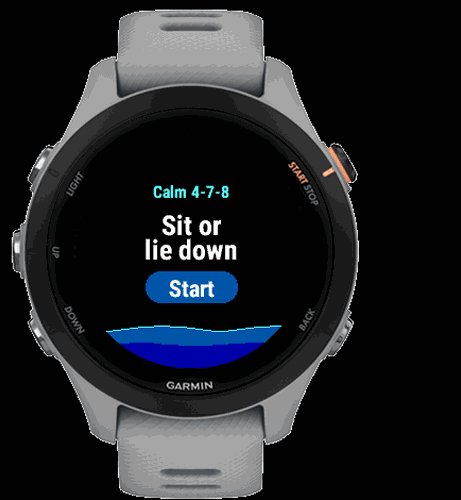 Calm 4-7-8
START STOP
LIGHT
Sit or
lie down
UP
Start
DOWN
BACK
GARMIN